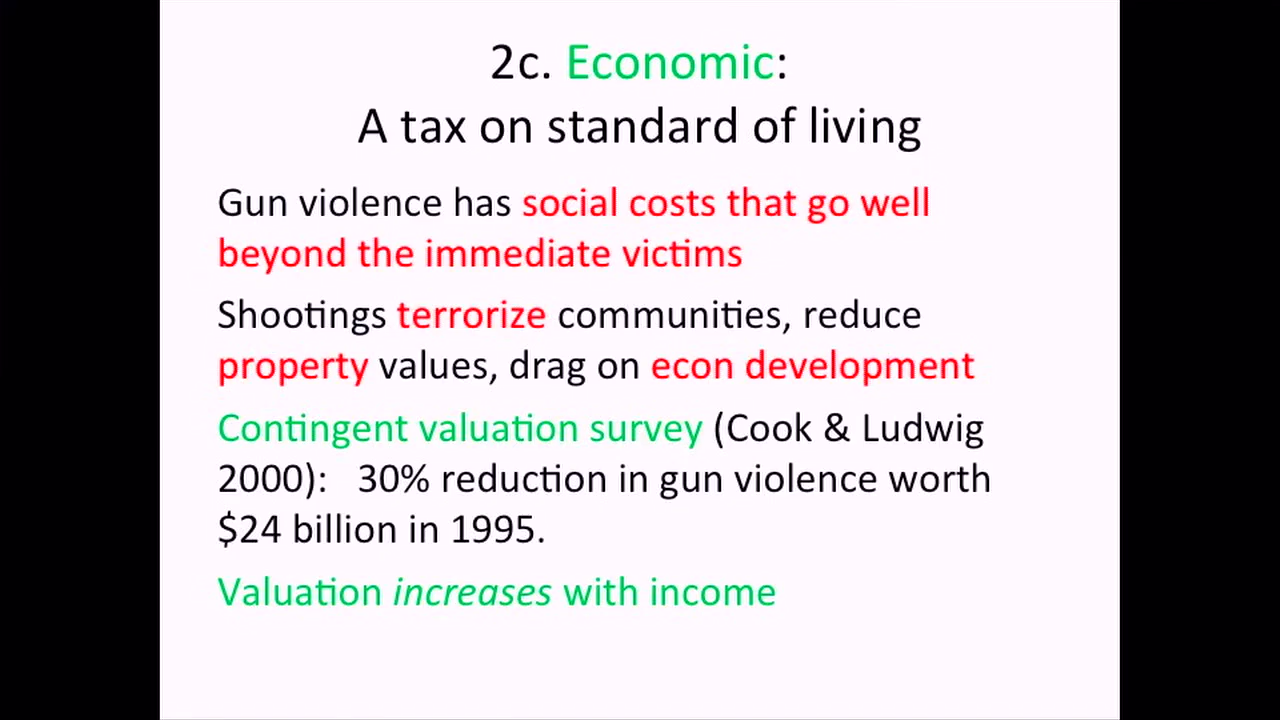 2c. Economic:
A tax on standard of living
Gun violence has social costs that go well
beyond the immediate victims
Shootings terrorize communities, reduce
property values, drag on econ development
Contingent valuation survey (Cook & Ludwig
2000):   30% reduction in gun violence worth
$24 billion in 1995.
Valuation increases with income